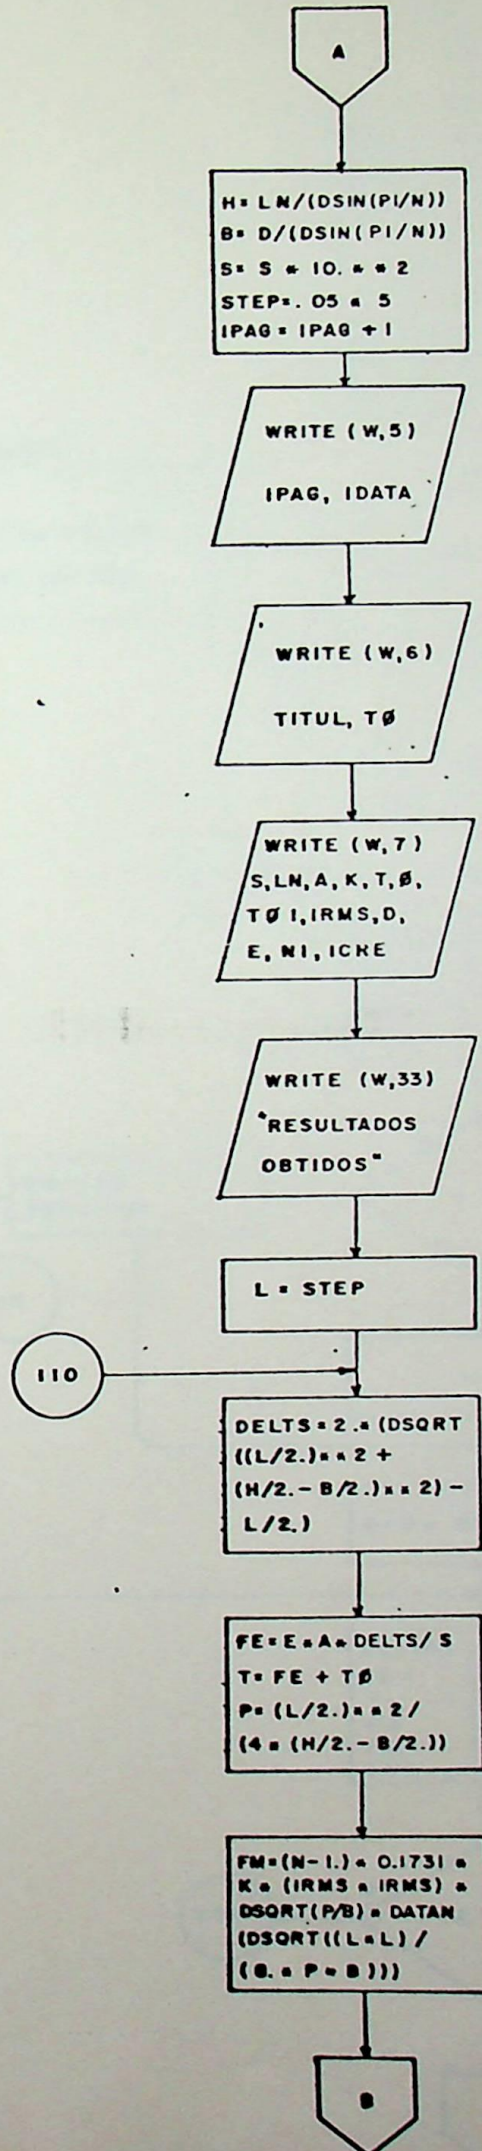 A
H= LN/(DSIN(PI/N))
B= D/(DSIN(PI/N))
S= S * 10. * * 2
STEP=.05 * 5
IPAG = IPAG + 1
WRITE (W,5)
IPAG, IDATA
WRITE (W,6)
TITUL, TØ
WRITE (W,7)
S,LN,A,K,T,Ø,
TØ I,IRMS,D,
E, NI, ICKE
WRITE (W,33)
"RESULTADOS
OBTIDOS"
L = STEP
110
DELTS = 2.* (DSQRT
((L/2.)* * 2 +
(H/2.- B/2.)* * 2) -
L/2.)
FE= E * A * DELTS/ S
T= FE + TØ
P= (L/2.)* * 2 /
(4 * (H/2.- B/2.))
FM=(N-1.) * 0.1731 *
K * (IRMS * IRMS) *
DSQRT(P/B) * DATAN
(DSQRT((L*L) /
(8. * P * B)))
B